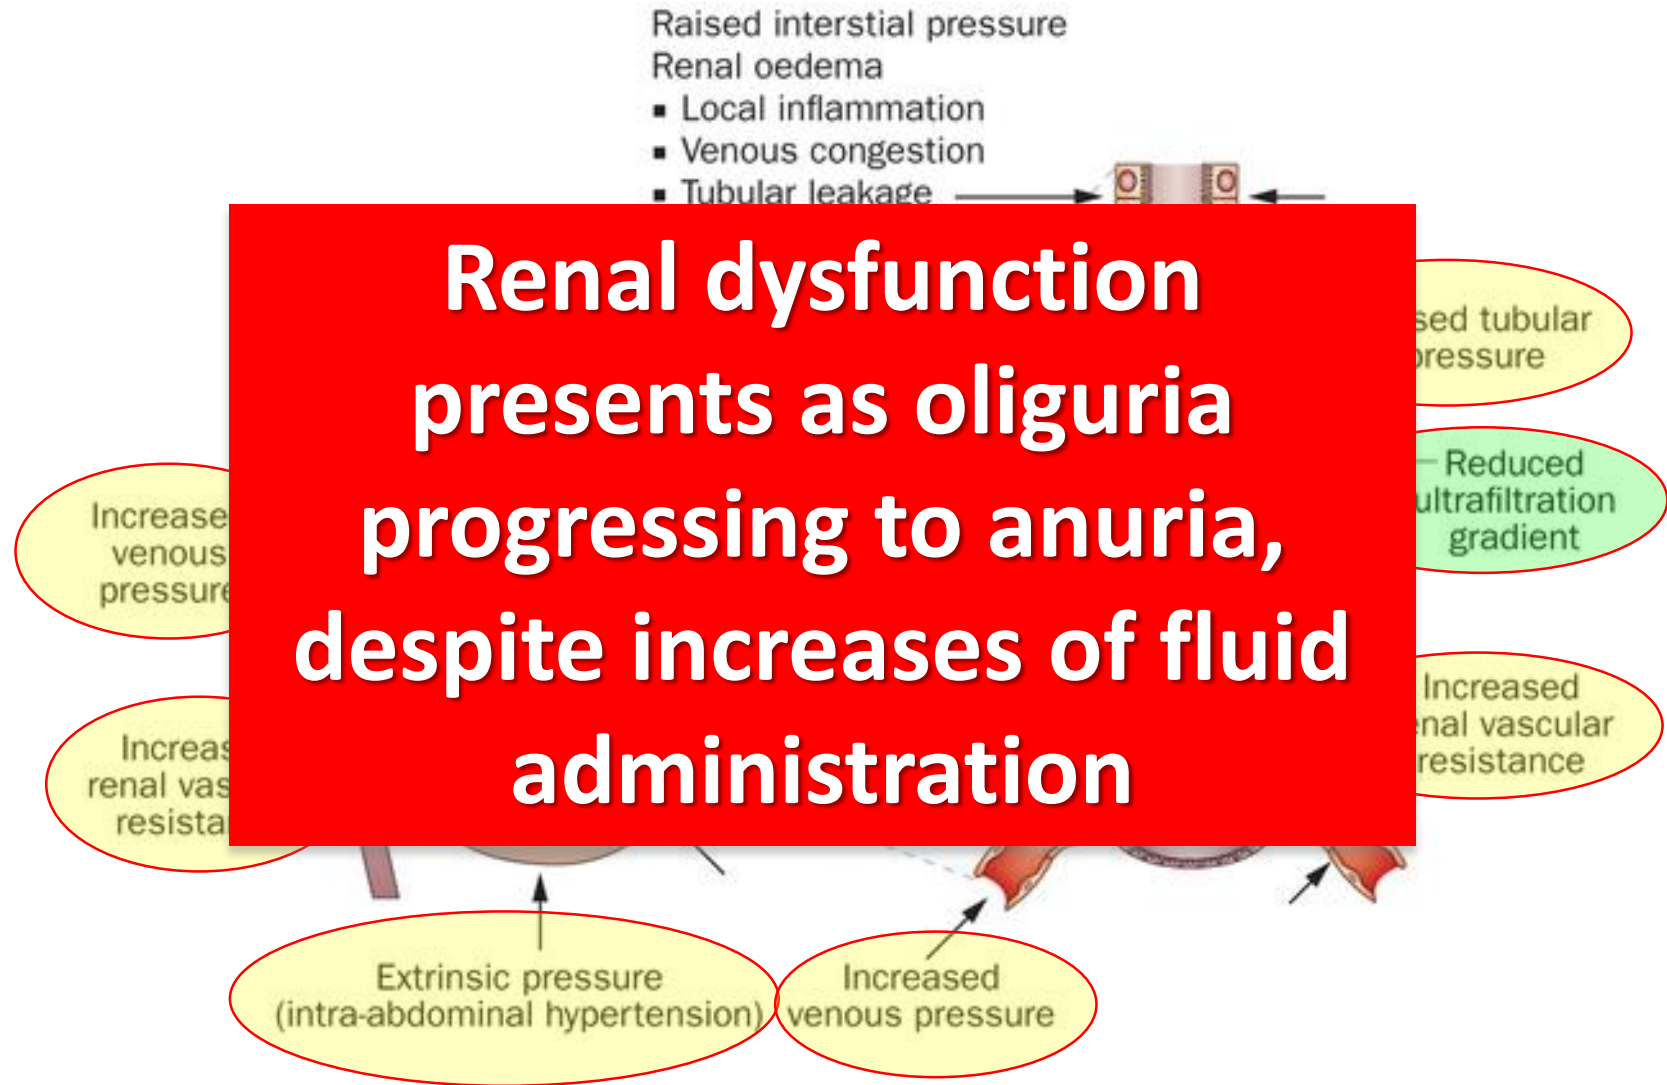 Raised interstial pressure
Renal oedema
▪ Local inflammation
▪ Venous congestion
▪ Tubular leakage
Renal dysfunction
presents as oliguria
progressing to anuria,
despite increases of fluid
administration
sed tubular
pressure
Reduced
ultrafiltration
gradient
Increase
venous
pressure
Increased
nal vascular
resistance
Increas
renal vas
resista
Extrinsic pressure
(intra-abdominal hypertension)
Increased
venous pressure